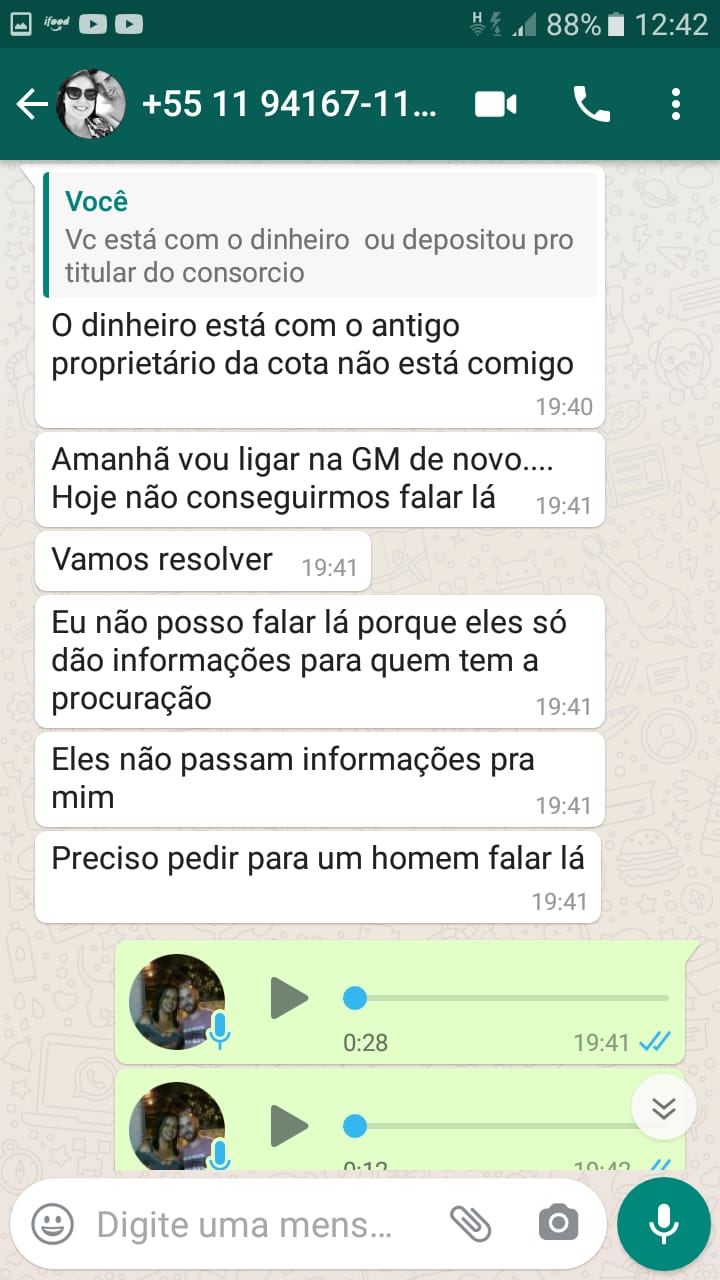 ifood
H
88%
12:42
+55 11 94167-11...
Você
Vc está com o dinheiro ou depositou pro
titular do consorcio
O dinheiro está com o antigo
proprietário da cota não está comigo
19:40
Amanhã vou ligar na GM de novo....
Hoje não conseguirmos falar lá
19:41
Vamos resolver
19:41
Eu não posso falar lá porque eles só
dão informações para quem tem a
procuração
19:41
Eles não passam informações pra
mim
19:41
Preciso pedir para um homem falar lá
19:41
0:28
19:41
0:12
19:42
Digite uma mens...